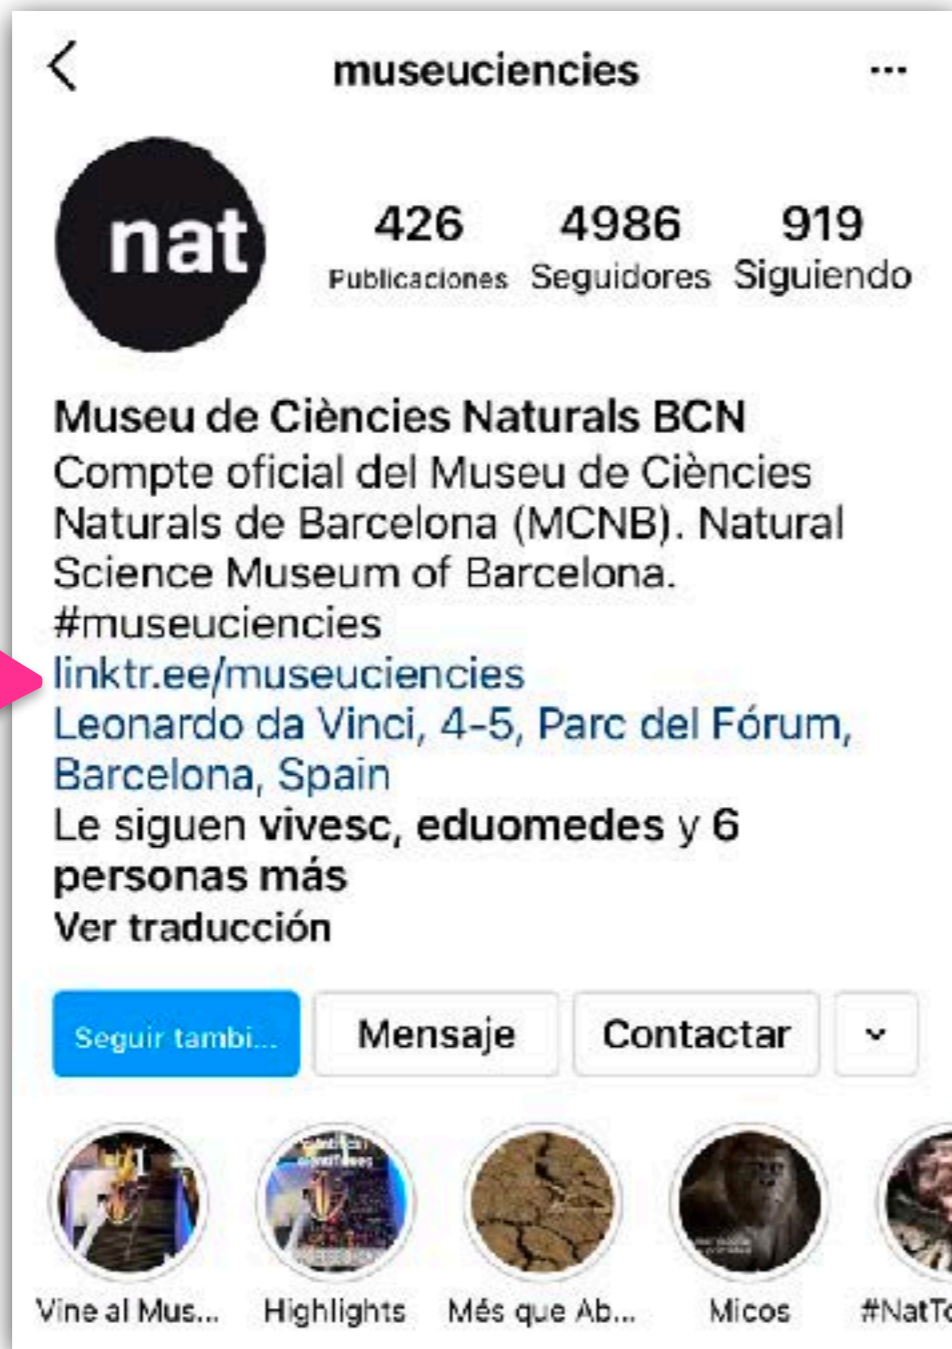 museuciencies
nat
426 4986 919
Publicaciones Seguidores Siguiendo
Museu de Ciències Naturals BCN
Compte oficial del Museu de Ciències
Naturals de Barcelona (MCNB). Natural
Science Museum of Barcelona.
#museuciencies
linktr.ee/museuciencies
Leonardo da Vinci, 4-5, Parc del Fórum,
Barcelona, Spain
Le siguen vivesc, eduomedes y 6
personas más
Ver traducción
Seguir tambi... Mensaje Contactar
Vine al Mus... Highlights Més que Ab... Micos #NatTo